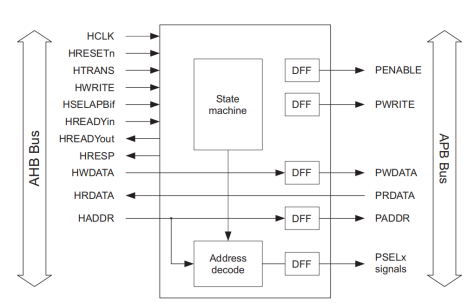 AHB Bus
HCLK
HRESETn
HTRANS
HWRITE
HSELAPBif
HREADYin
HREADYout
HRESP
HWDATA
HRDATA
HADDR
State
machine
Address
decode
DFF
DFF
DFF
DFF
DFF
PENABLE
PWRITE
PWDATA
PRDATA
PADDR
PSELx
signals
APB Bus